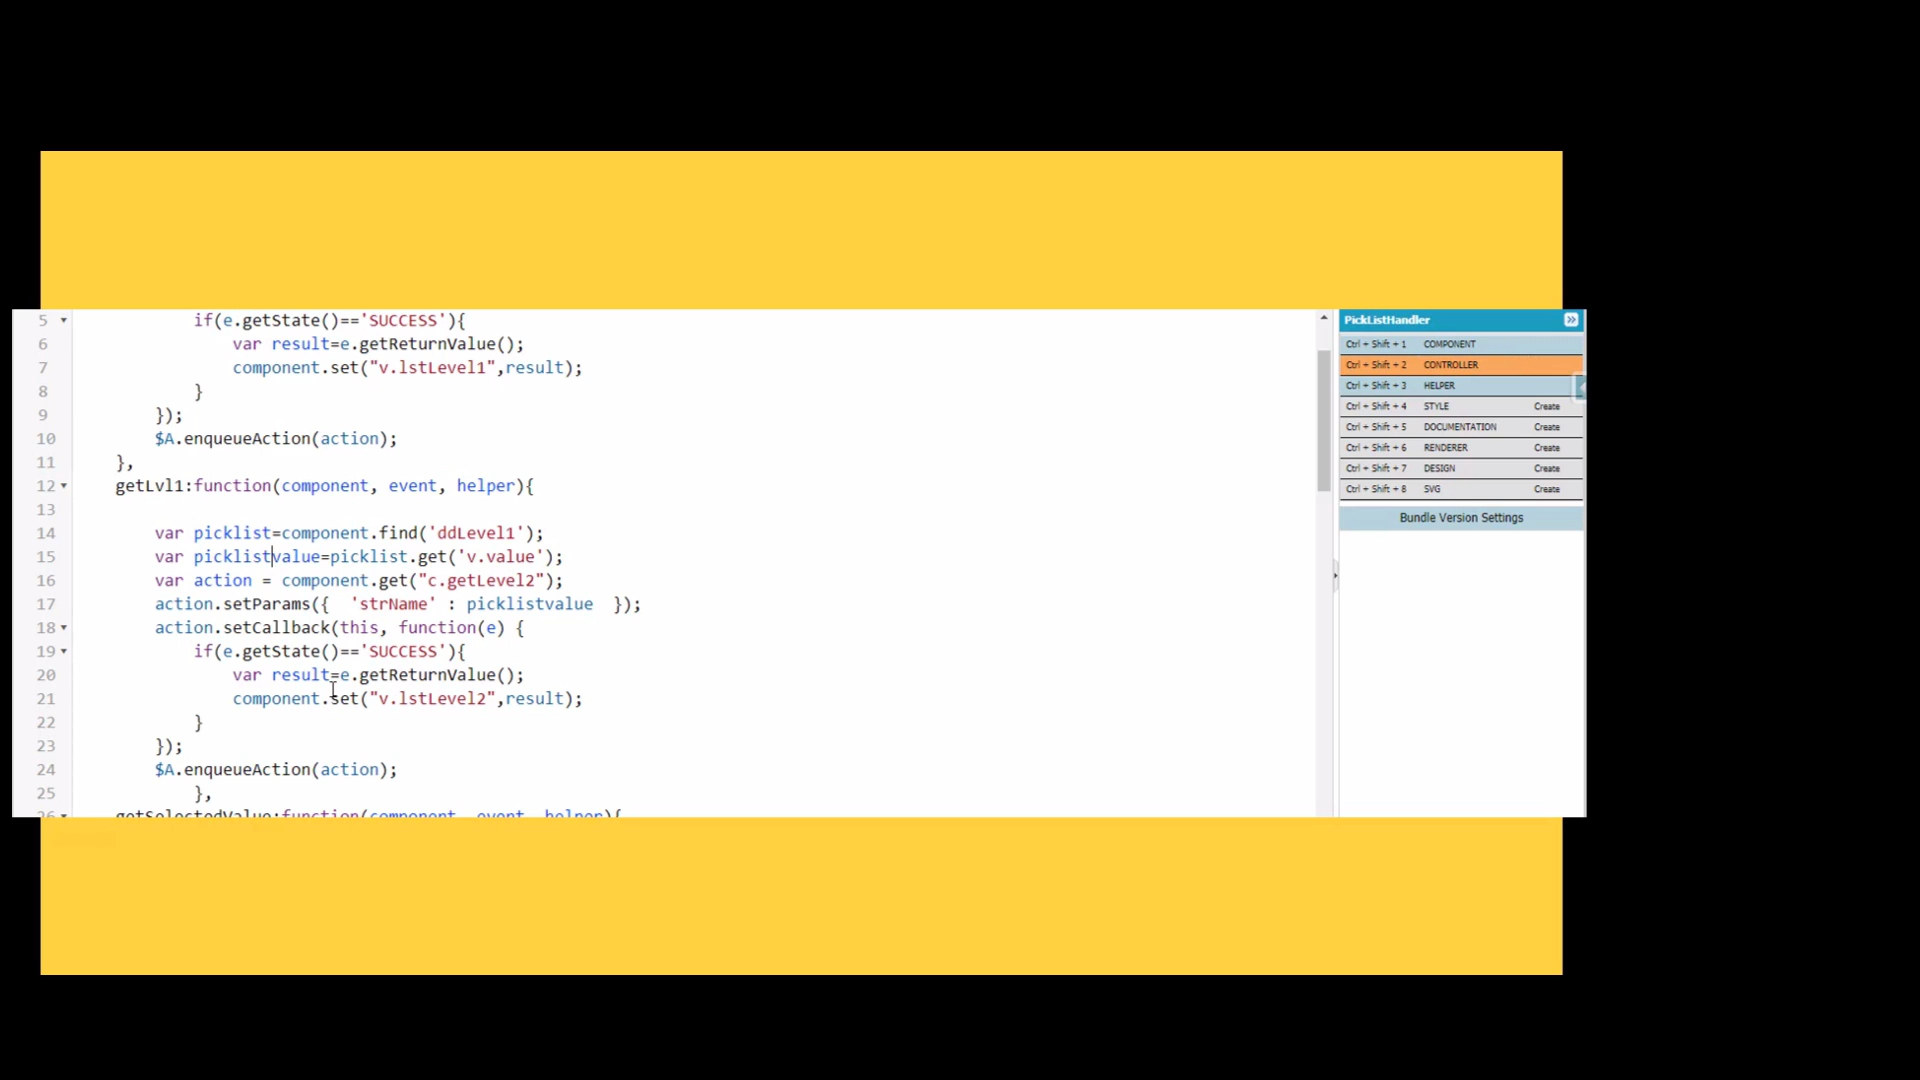 5 if(e.getState()=='SUCCESS'){
6 var result=e.getReturnValue();
7 component.set("v.lstLevel1",result);
8 }
9 });
10 $A.enqueueAction(action);
11 },
12 getLvl1:function(component, event, helper){
13
14 var picklist=component.find('ddLevel1');
15 var picklistvalue=picklist.get('v.value');
16 var action = component.get("c.getLevel2");
17 action.setParams({ 'strName' : picklistvalue });
18 action.setCallback(this, function(e) {
19 if(e.getState()=='SUCCESS'){
20 var result=e.getReturnValue();
21 component.set("v.lstLevel2",result);
22 }
23 });
24 $A.enqueueAction(action);
25 },
26 getSelectedValue:function(component, event, helper){
PickListHandler
Ctrl + Shift + 1 COMPONENT
Ctrl + Shift + 2 CONTROLLER
Ctrl + Shift + 3 HELPER
Ctrl + Shift + 4 STYLE Create
Ctrl + Shift + 5 DOCUMENTATION Create
Ctrl + Shift + 6 RENDERER Create
Ctrl + Shift + 7 DESIGN Create
Ctrl + Shift + 8 SVG Create
Bundle Version Settings